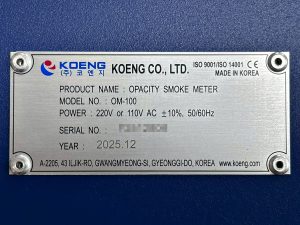 KOENG
(주)코엔지
KOENG CO., LTD.
ISO 9001/ISO 14001 CE
MADE IN KOREA
PRODUCT NAME : OPACITY SMOKE METER
MODEL NO. : OM-100
POWER : 220V or 110V AC ±10%, 50/60Hz
SERIAL NO. :
YEAR : 2025.12
A-2205, 43 ILJIK-RO, GWANGMYEONG-SI, GYEONGGI-DO, KOREA www.koeng.com